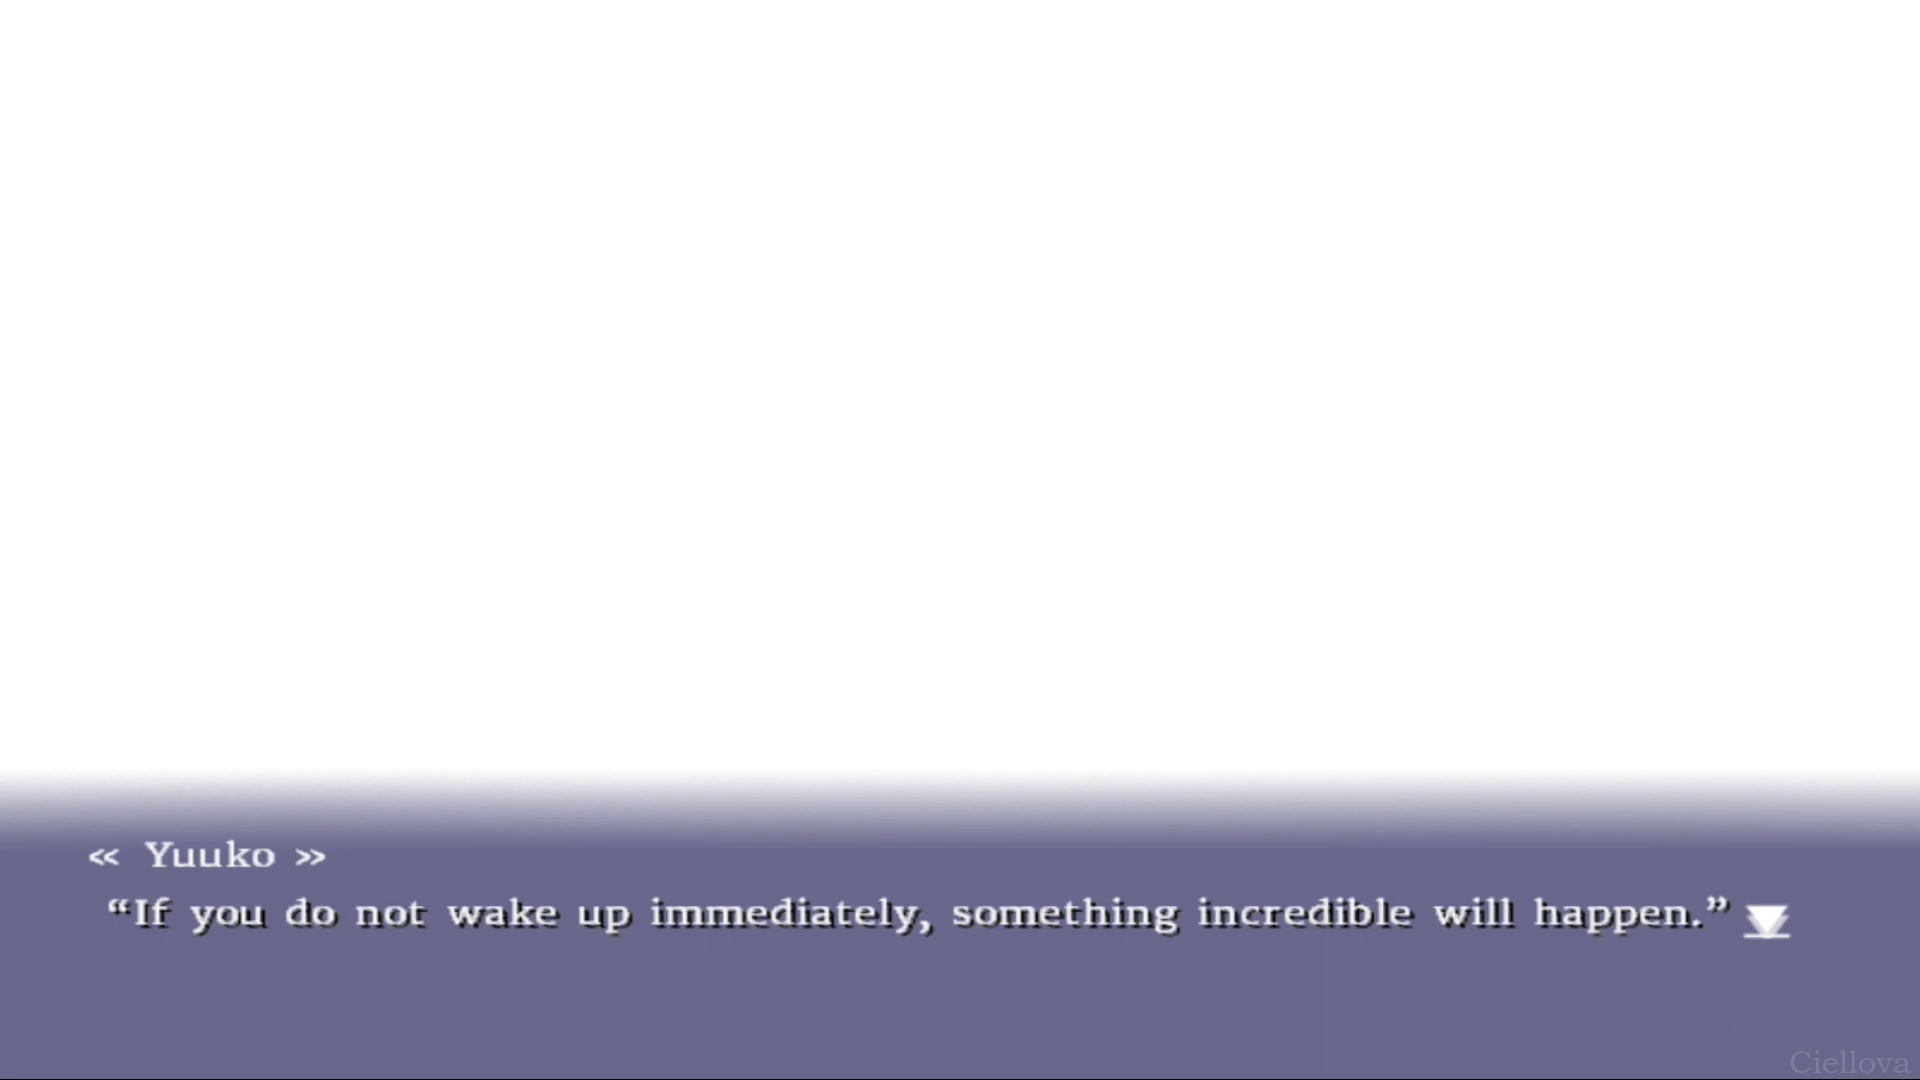 « Yuuko »
“If you do not wake up immediately, something incredible will happen.”
Ciellova